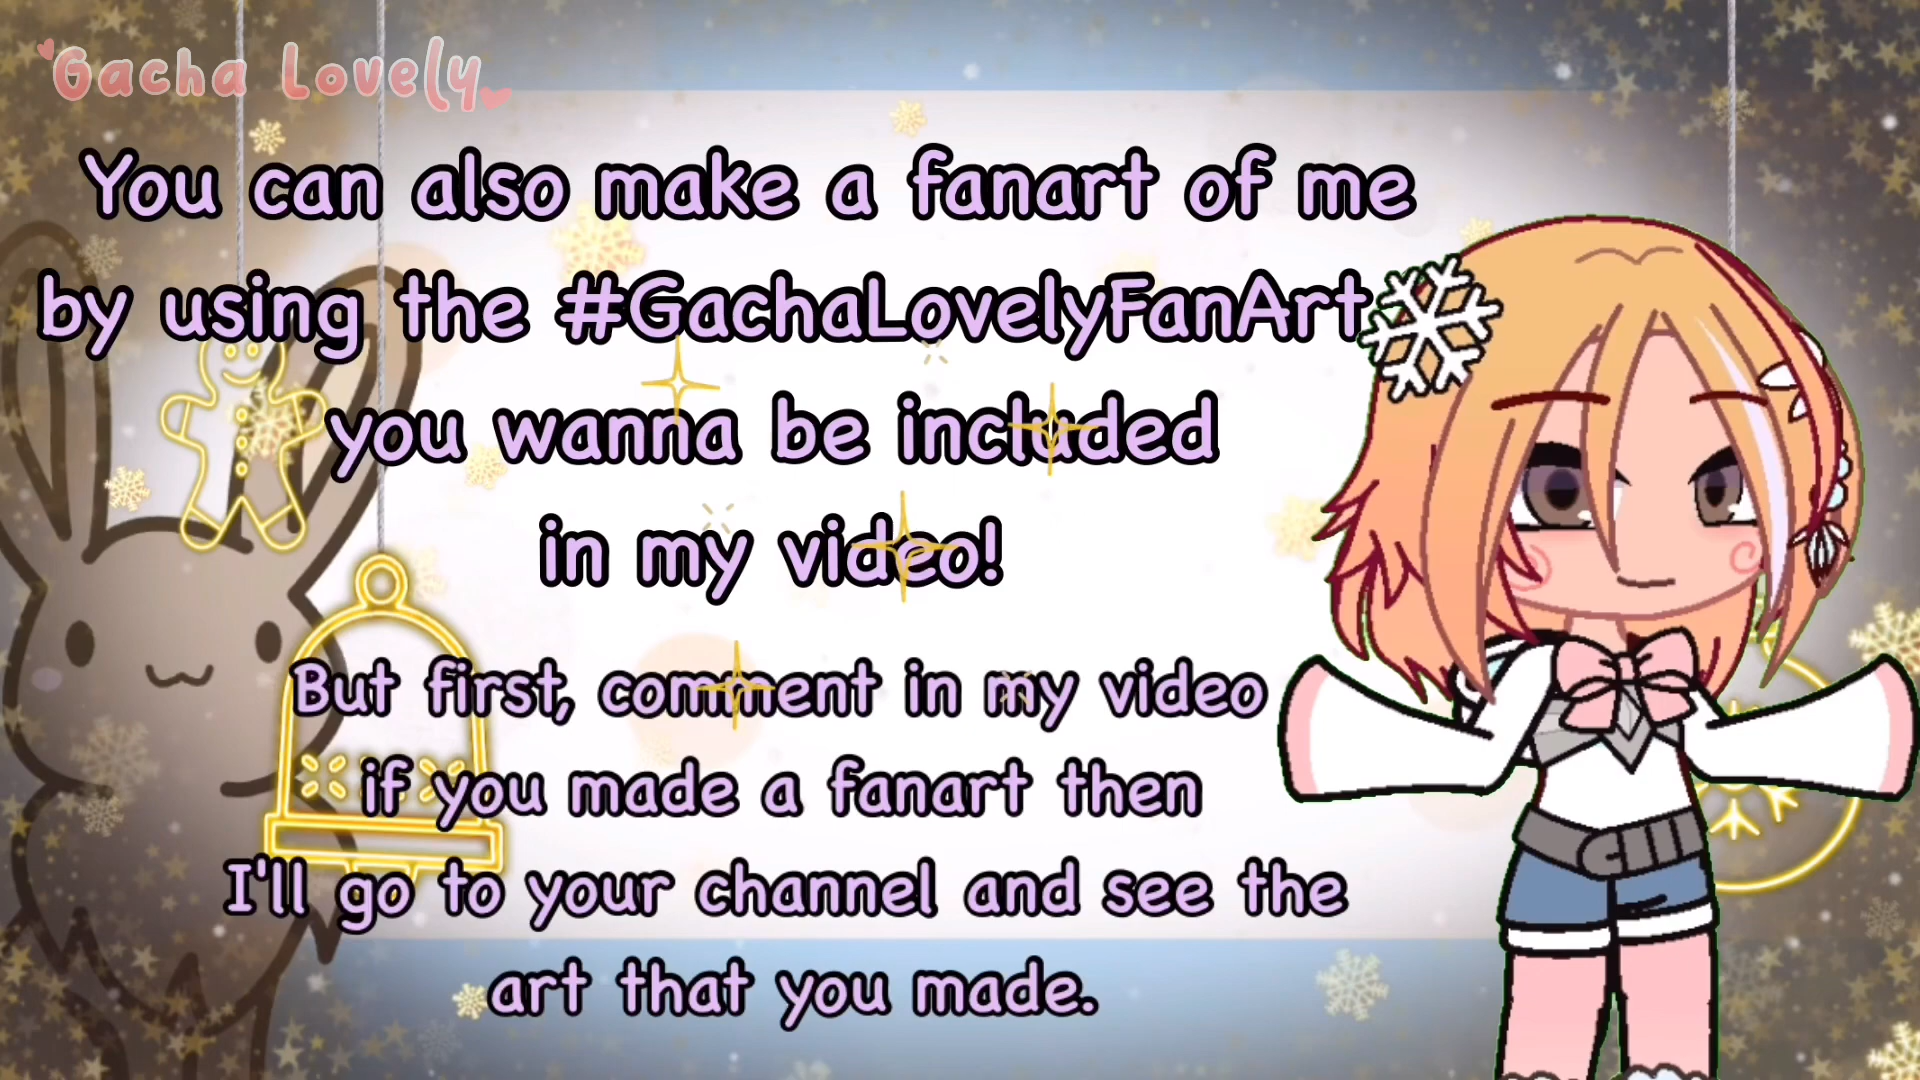 Gacha Lovely
You can also make a fanart of me
by using the #GachaLovelyFanArt
you wanna be included
in my video!
But first, comment in my video
if you made a fanart then
I'll go to your channel and see the
art that you made.